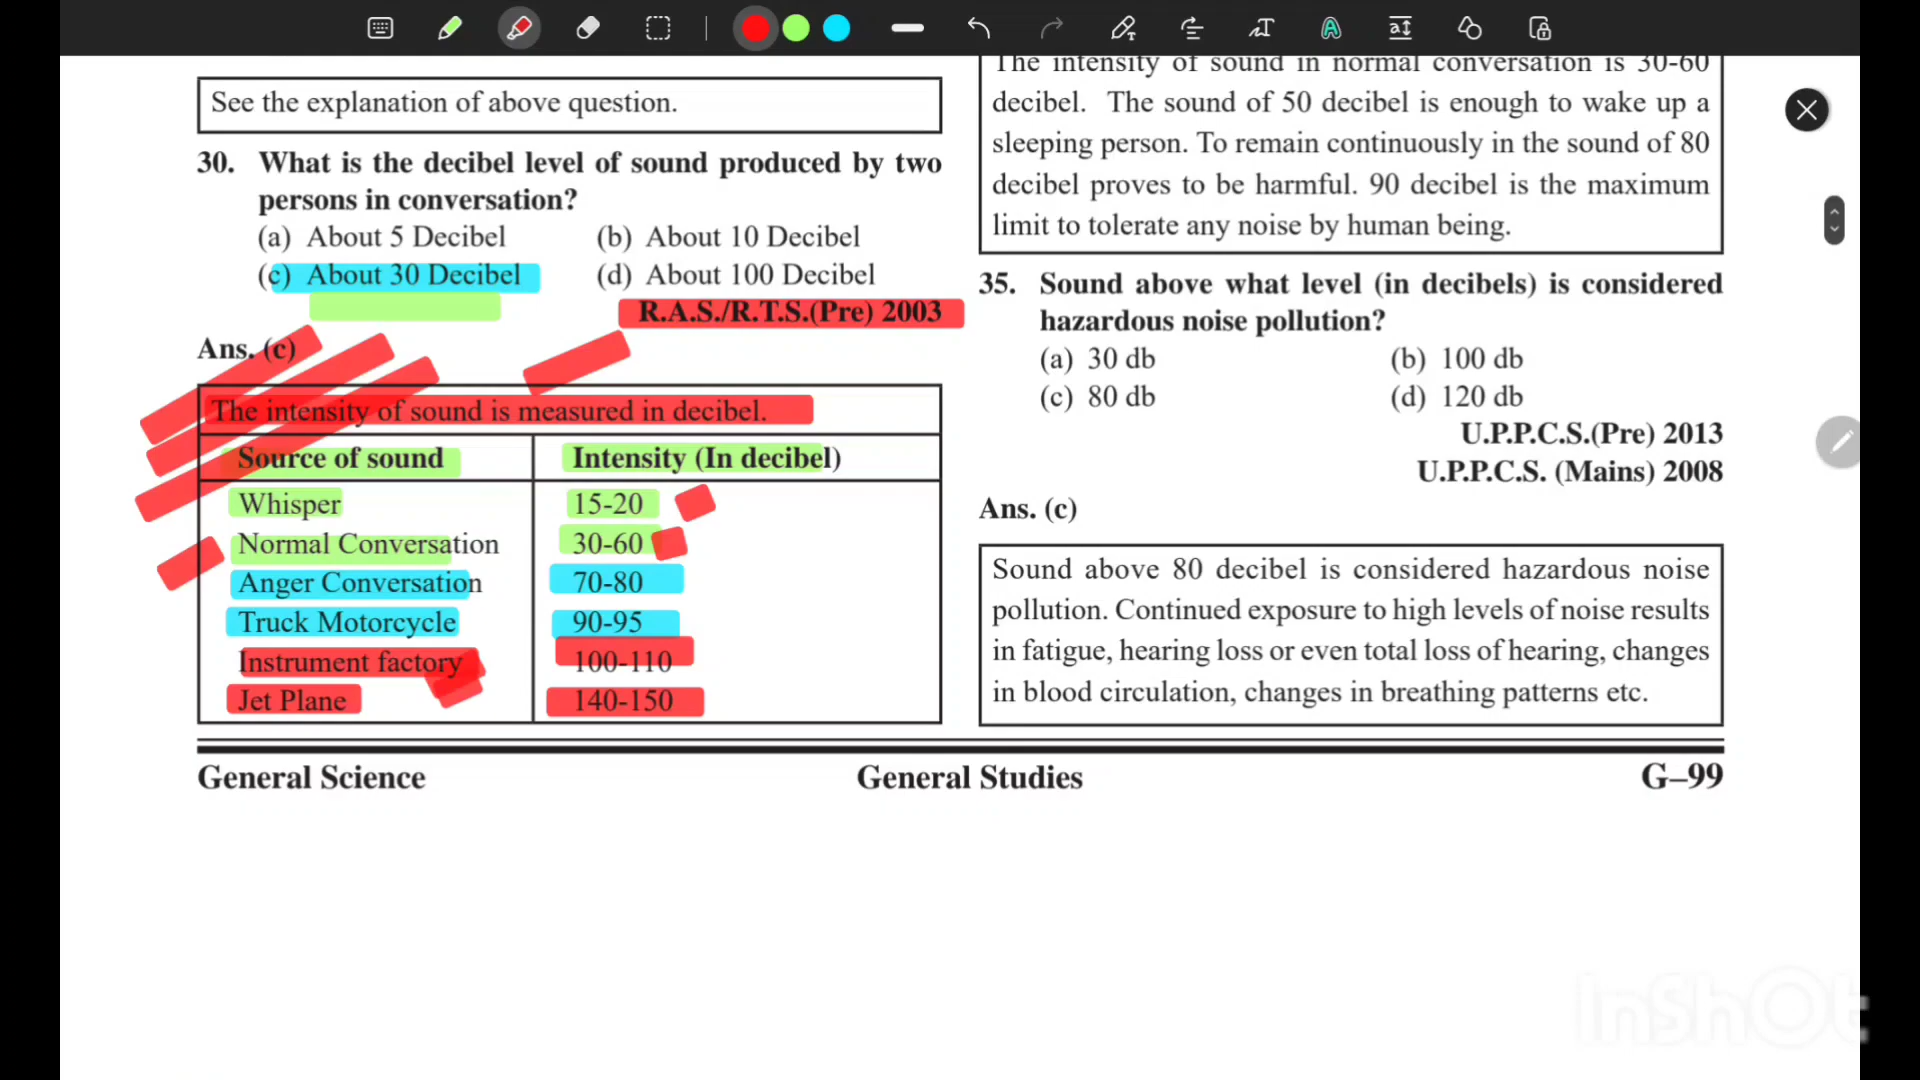 See the explanation of above question.
30. What is the decibel level of sound produced by two
persons in conversation?
(a) About 5 Decibel (b) About 10 Decibel
(c) About 30 Decibel (d) About 100 Decibel
R.A.S./R.T.S.(Pre) 2003
Ans. (c)
The intensity of sound is measured in decibel.
Source of sound Intensity (In decibel)
Whisper 15-20
Normal Conversation 30-60
Anger Conversation 70-80
Truck Motorcycle 90-95
Instrument factory 100-110
Jet Plane 140-150
The intensity of sound in normal conversation is 30-60
decibel. The sound of 50 decibel is enough to wake up a
sleeping person. To remain continuously in the sound of 80
decibel proves to be harmful. 90 decibel is the maximum
limit to tolerate any noise by human being.
35. Sound above what level (in decibels) is considered
hazardous noise pollution?
(a) 30 db (b) 100 db
(c) 80 db (d) 120 db
U.P.P.C.S.(Pre) 2013
U.P.P.C.S. (Mains) 2008
Ans. (c)
Sound above 80 decibel is considered hazardous noise
pollution. Continued exposure to high levels of noise results
in fatigue, hearing loss or even total loss of hearing, changes
in blood circulation, changes in breathing patterns etc.
General Science General Studies G–99
InShOt